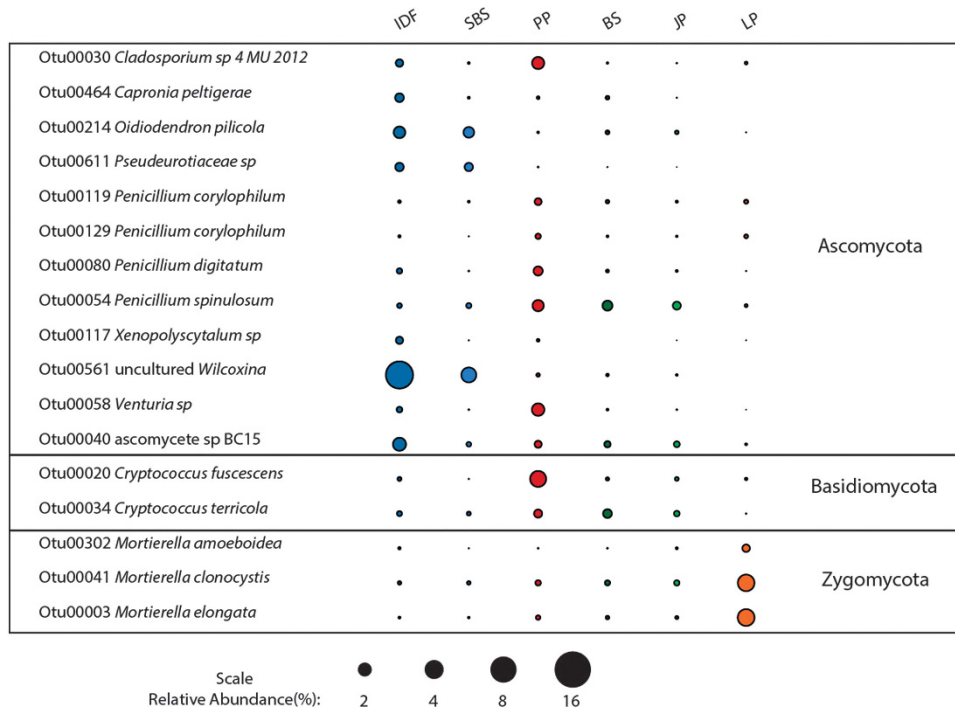 IDF SBS PP BS JP LP
Otu00030 Cladosporium sp 4 MU 2012
Otu00464 Capronia peltigerae
Otu00214 Oidiodendron pilicola
Otu00611 Pseudeurotiaceae sp
Otu00119 Penicillium corylophilum
Otu00129 Penicillium corylophilum
Ascomycota
Otu00080 Penicillium digitatum
Otu00054 Penicillium spinulosum
Otu00117 Xenopolyscytalum sp
Otu00561 uncultured Wilcoxina
Otu00058 Venturia sp
Otu00040 ascomycete sp BC15
Otu00020 Cryptococcus fuscescens
Basidiomycota
Otu00034 Cryptococcus terricola
Otu00302 Mortierella amoeboidea
Otu00041 Mortierella clonocystis
Zygomycota
Otu00003 Mortierella elongata
Scale
Relative Abundance(%): 2 4 8 16